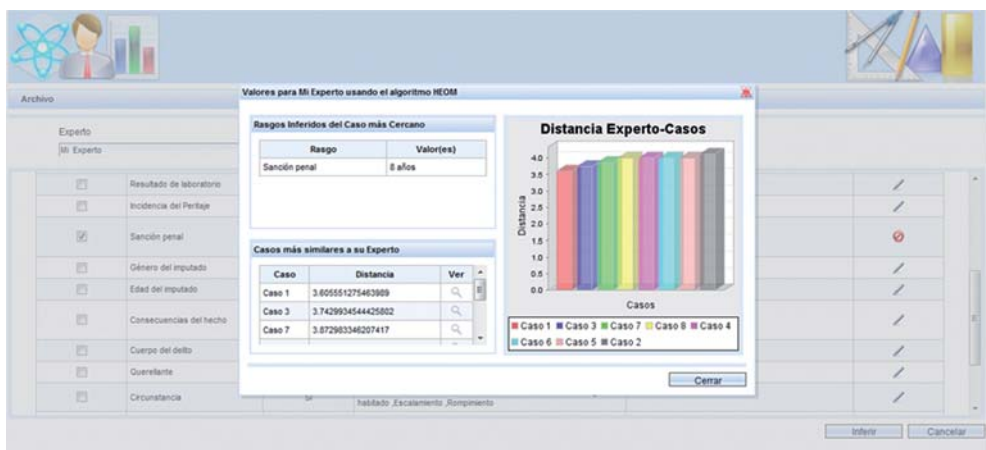 Archivo
Experto
Mi Experto
Resultado de laboratorio
Incidencia del Peritaje
Sanción penal
Género del imputado
Edad del imputado
Consecuencias del hecho
Cuerpo del delito
Querellante
Circunstancia
habitado ,Escalamiento ,Rompimiento
Valores para Mi Experto usando el algoritmo HEOM
Rasgos Inferidos del Caso más Cercano
Rasgo Valor(es)
Sanción penal 8 años
Casos más similares a su Experto
Caso Distancia Ver
Caso 1 3.605551275463989
Caso 3 3.7429934544425802
Caso 7 3.872983346207417
Distancia Experto-Casos
Distancia
4.0
3.5
3.0
2.5
2.0
1.5
1.0
0.5
0.0
Casos
Caso 1 Caso 3 Caso 7 Caso 8 Caso 4
Caso 6 Caso 5 Caso 2
Cerrar
Inferir Cancelar